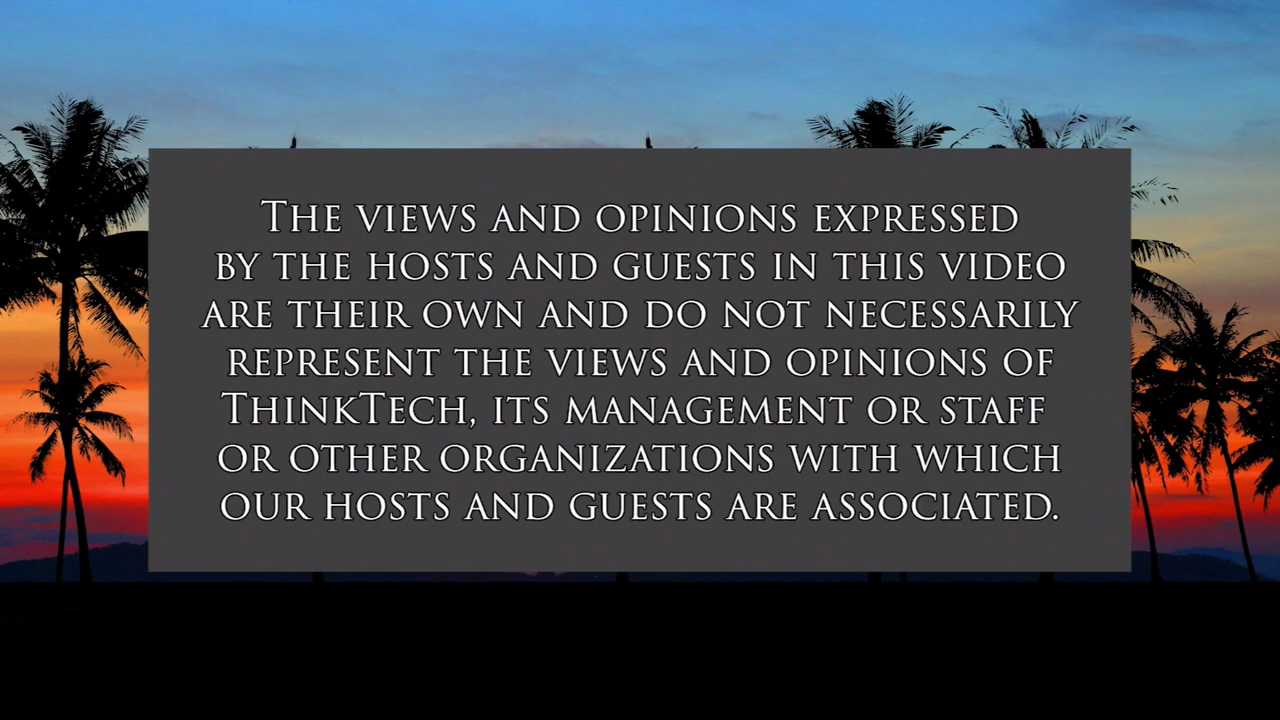 The views and opinions expressed
by the hosts and guests in this video
are their own and do not necessarily
represent the views and opinions of
ThinkTech, its management or staff
or other organizations with which
our hosts and guests are associated.